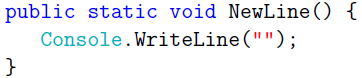 public static void NewLine() {
   Console.WriteLine("");
}